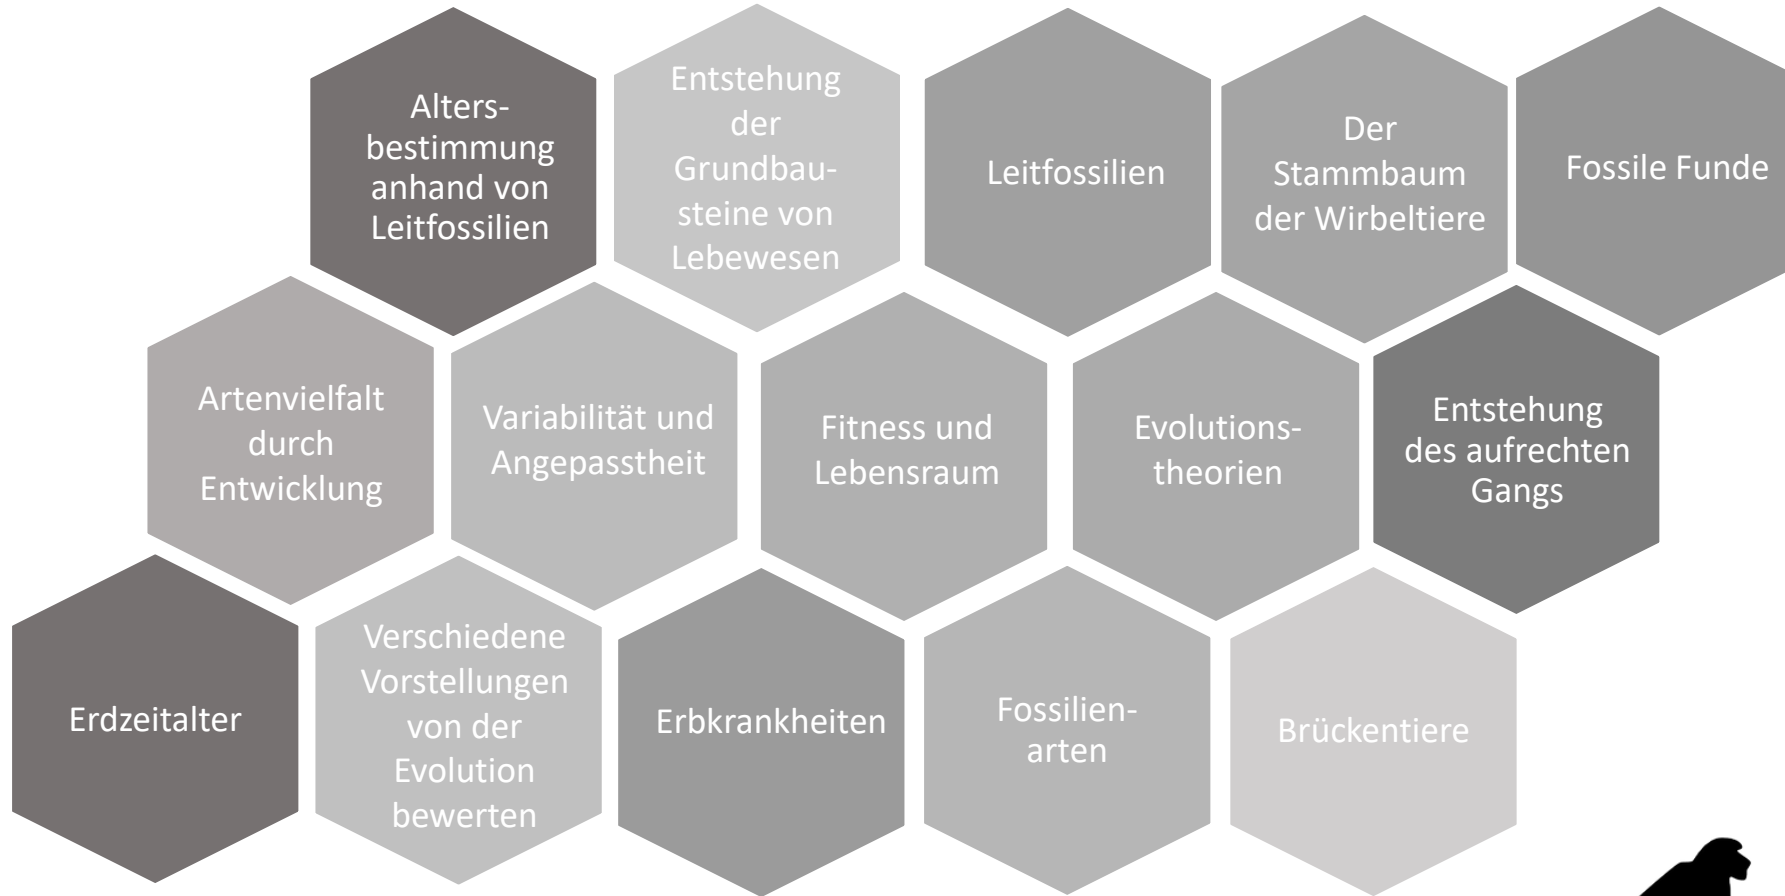 Alters-
bestimmung
anhand von
Leitfossilien
Entstehung
der
Grundbau-
steine von
Lebewesen
Leitfossilien
Der
Stammbaum
der Wirbeltiere
Fossile Funde
Artenvielfalt
durch
Entwicklung
Variabilität und
Angepasstheit
Fitness und
Lebensraum
Evolutions-
theorien
Entstehung
des aufrechten
Gangs
Erdzeitalter
Verschiedene
Vorstellungen
von der
Evolution
bewerten
Erbkrankheiten
Fossilien-
arten
Brückentiere